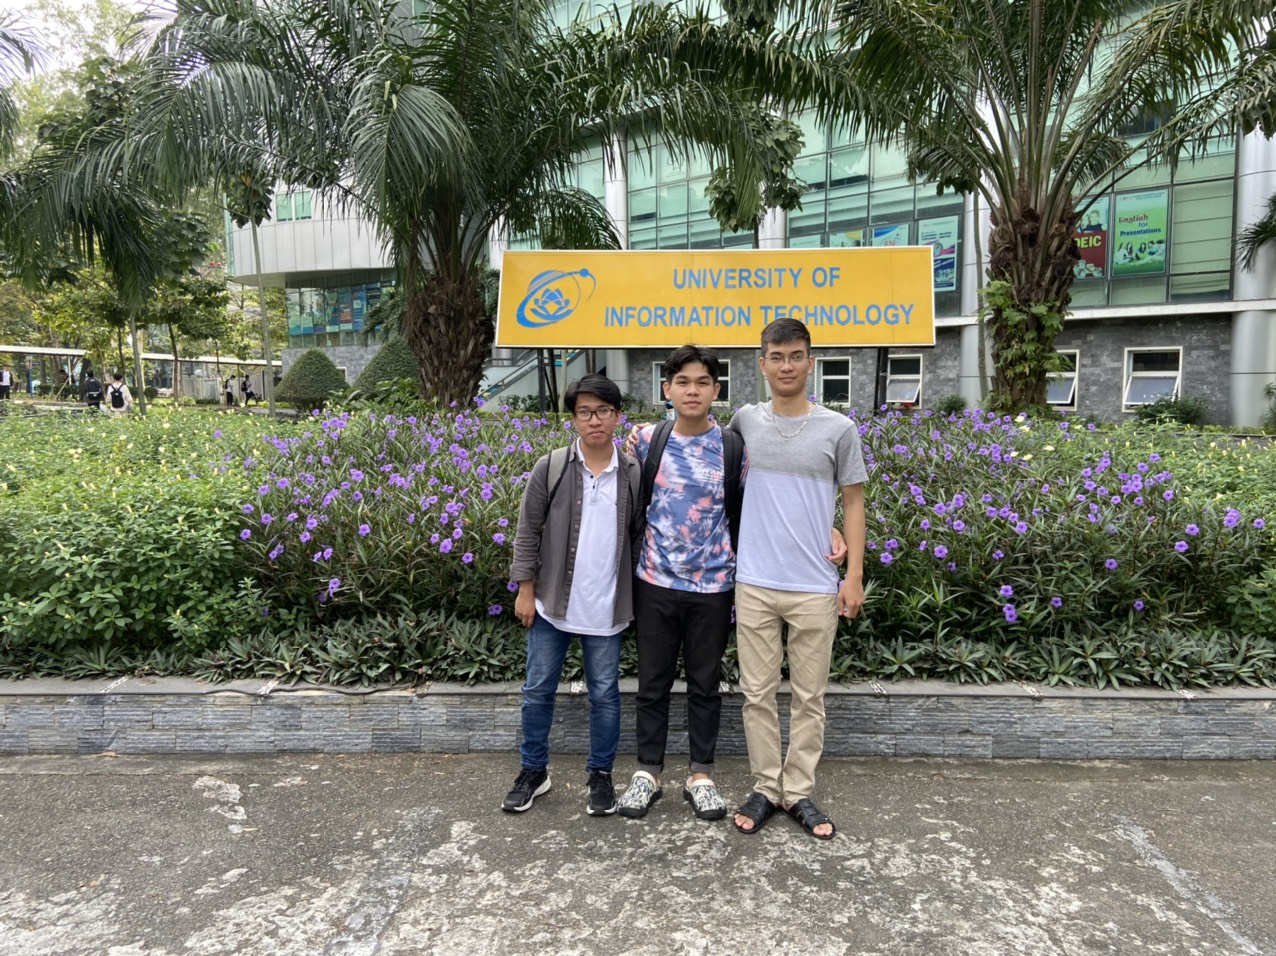 UNIVERSITY OF
INFORMATION TECHNOLOGY
English
for
Presentations